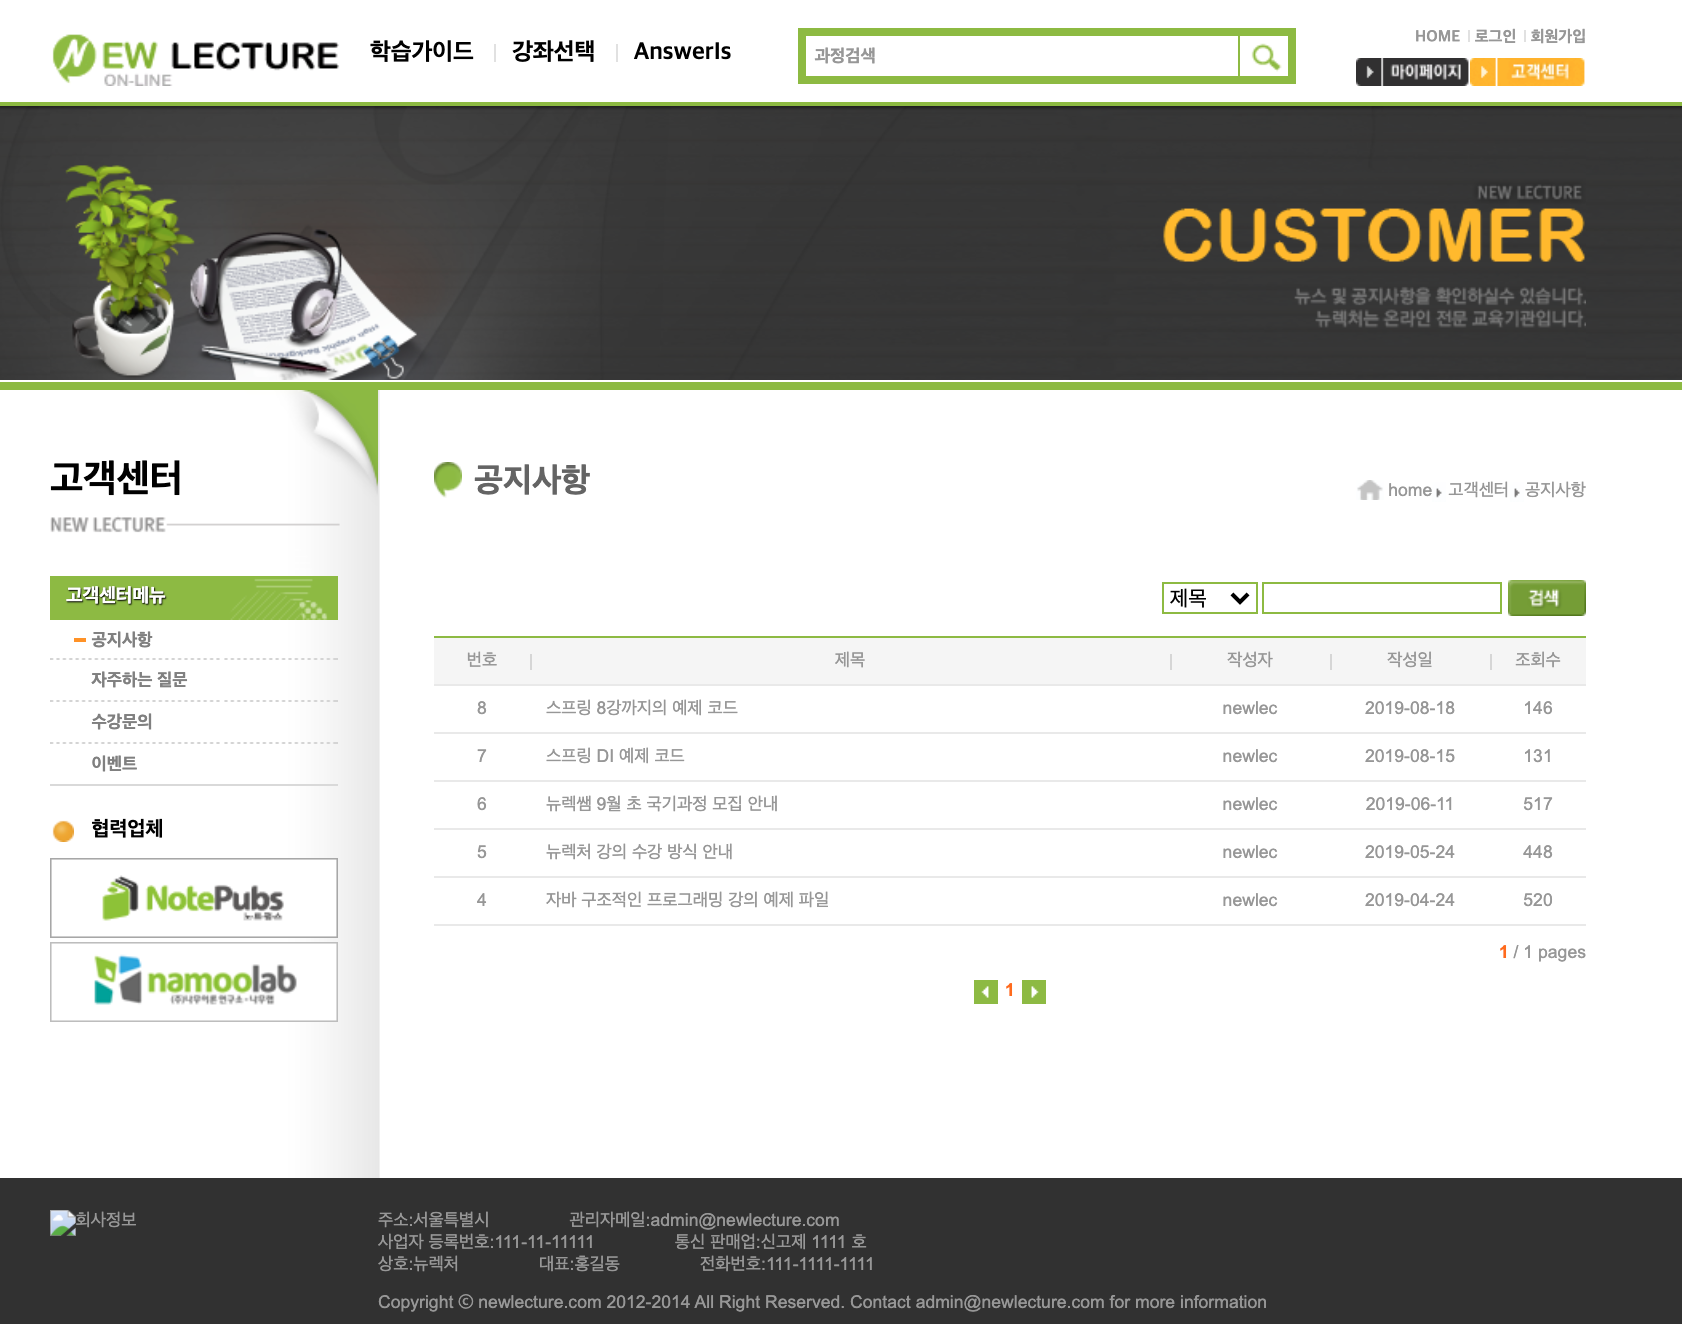 NEW LECTURE
ON-LINE
학습가이드 | 강좌선택 | AnswerIs
과정검색
HOME 로그인 회원가입
마이페이지 고객센터
NEW LECTURE
CUSTOMER
뉴스 및 공지사항을 확인하실수 있습니다.
뉴렉처는 온라인 전문 교육기관입니다.
고객센터
NEW LECTURE
고객센터메뉴
공지사항
자주하는 질문
수강문의
이벤트
협력업체
NotePubs
노트펍스
namoolab
공지사항
home 고객센터 공지사항
제목 검색
번호 제목 작성자 작성일 조회수
8 스프링 8강까지의 예제 코드 newlec 2019-08-18 146
7 스프링 DI 예제 코드 newlec 2019-08-15 131
6 뉴렉쌤 9월 초 국기과정 모집 안내 newlec 2019-06-11 517
5 뉴렉처 강의 수강 방식 안내 newlec 2019-05-24 448
4 자바 구조적인 프로그래밍 강의 예제 파일 newlec 2019-04-24 520
1 / 1 pages
1
회사정보
주소:서울특별시 관리자메일:admin@newlecture.com
사업자 등록번호:111-11-11111 통신 판매업:신고제 1111 호
상호:뉴렉처 대표:홍길동 전화번호:111-1111-1111
Copyright ⓒ newlecture.com 2012-2014 All Right Reserved. Contact admin@newlecture.com for more information